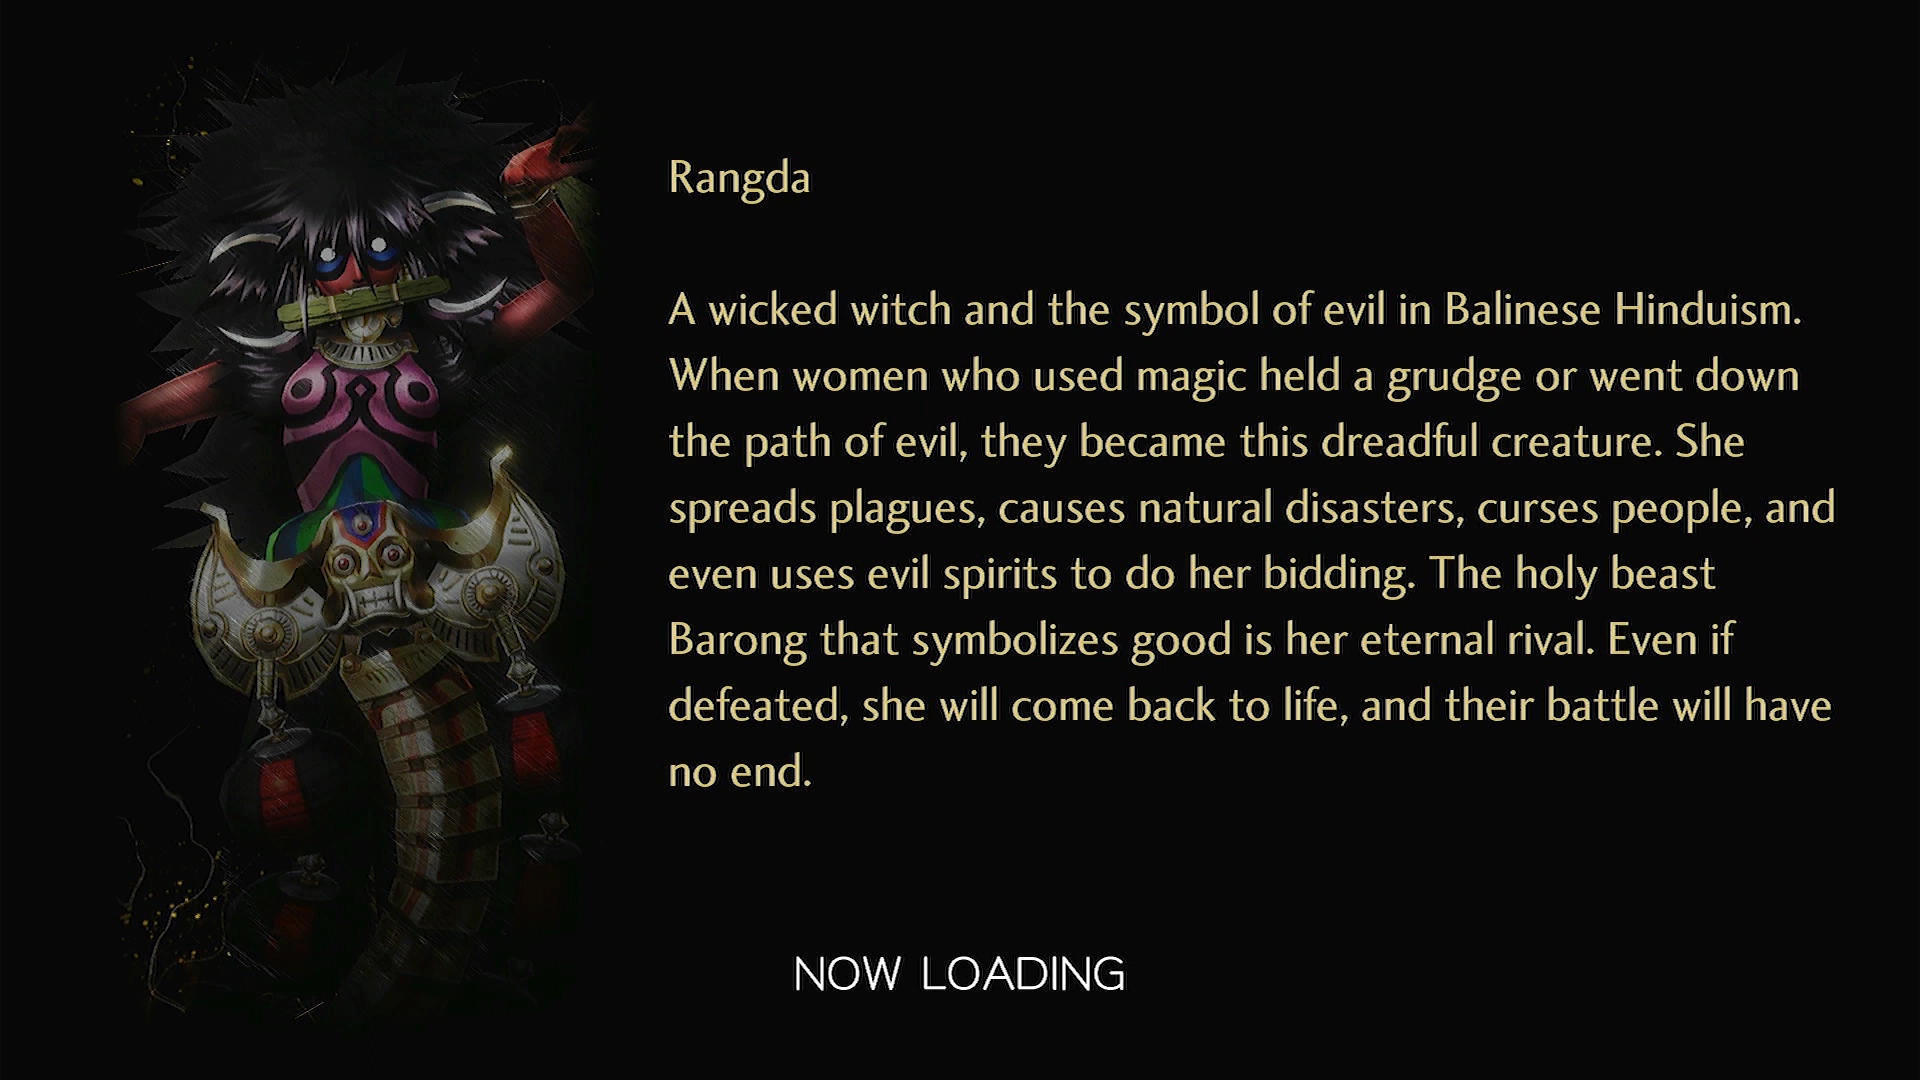 Rangda
A wicked witch and the symbol of evil in Balinese Hinduism.
When women who used magic held a grudge or went down
the path of evil, they became this dreadful creature. She
spreads plagues, causes natural disasters, curses people, and
even uses evil spirits to do her bidding. The holy beast
Barong that symbolizes good is her eternal rival. Even if
defeated, she will come back to life, and their battle will have
no end.
NOW LOADING